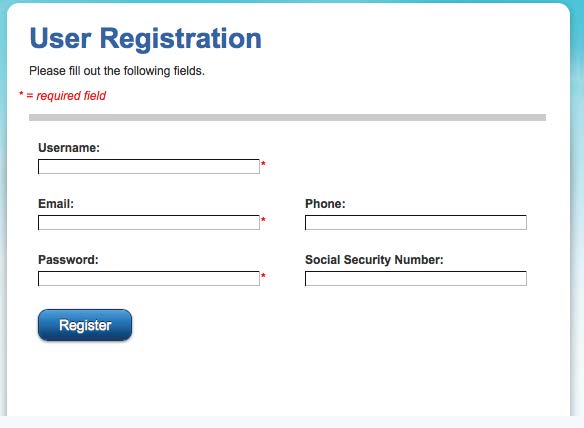 User Registration
Please fill out the following fields.
* = required field
Username:
*
Email:
*
Phone:
Password:
*
Social Security Number:
Register